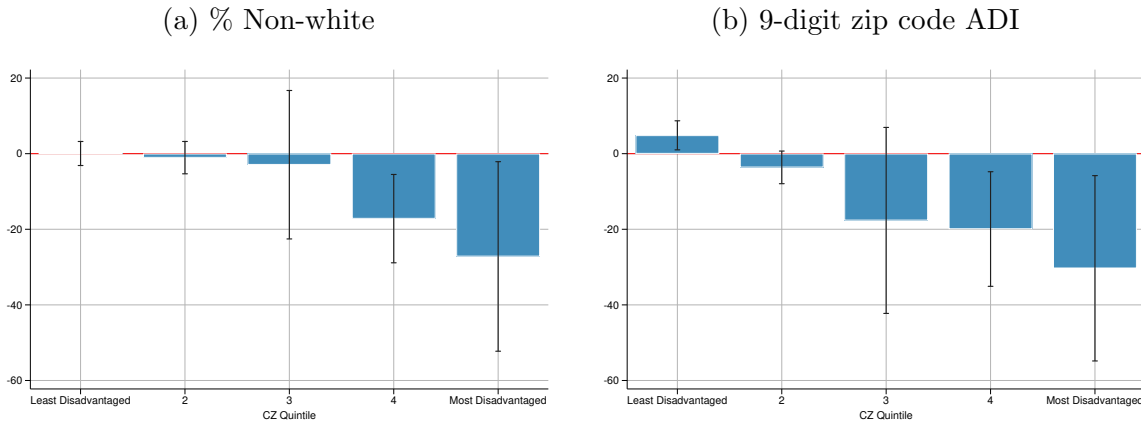 (a) % Non-white
20
0
-20
-40
-60
Least Disadvantaged 2 3 4 Most Disadvantaged
CZ Quintile
(b) 9-digit zip code ADI
20
0
-20
-40
-60
Least Disadvantaged 2 3 4 Most Disadvantaged
CZ Quintile